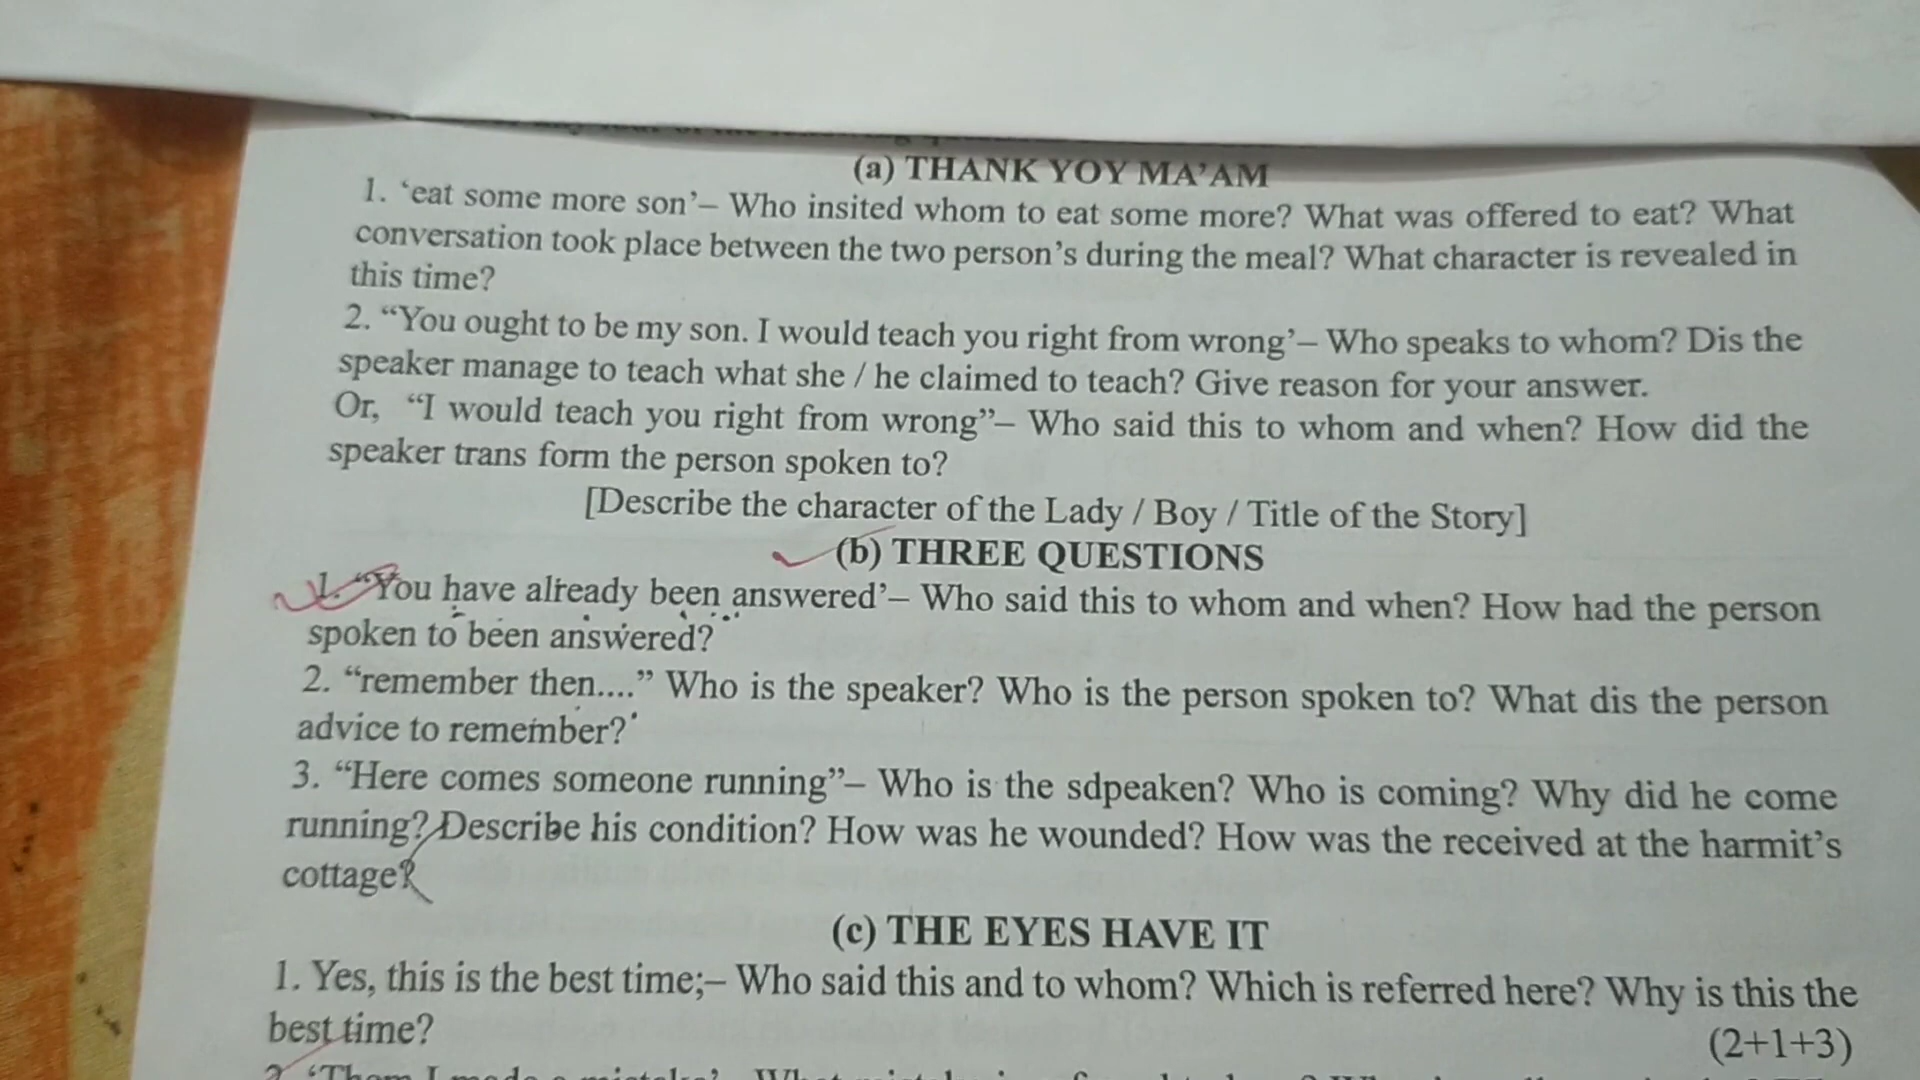 (a) THANK YOY MA’AM
1. ‘eat some more son’– Who insited whom to eat some more? What was offered to eat? What
conversation took place between the two person’s during the meal? What character is revealed in
this time?
2. “You ought to be my son. I would teach you right from wrong’– Who speaks to whom? Dis the
speaker manage to teach what she / he claimed to teach? Give reason for your answer.
Or, “I would teach you right from wrong”– Who said this to whom and when? How did the
speaker trans form the person spoken to?
[Describe the character of the Lady / Boy / Title of the Story]
(b) THREE QUESTIONS
1. “You have already been answered’– Who said this to whom and when? How had the person
spoken to been answered?
2. “remember then....” Who is the speaker? Who is the person spoken to? What dis the person
advice to remember?
3. “Here comes someone running”– Who is the sdpeaken? Who is coming? Why did he come
running? Describe his condition? How was he wounded? How was the received at the harmit’s
cottage?
(c) THE EYES HAVE IT
1. Yes, this is the best time;– Who said this and to whom? Which is referred here? Why is this the
best time? (2+1+3)
2. ‘Them I made a mistake’